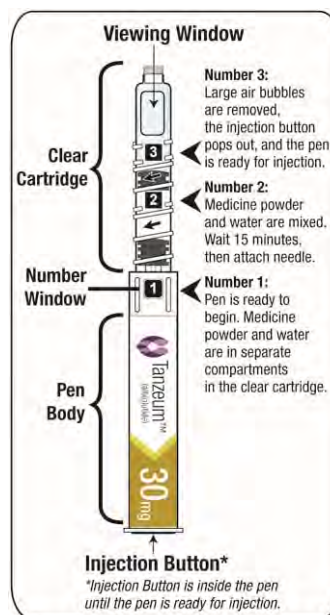 Viewing Window
Clear
Cartridge
Number 3:
Large air bubbles
are removed,
the injection button
pops out, and the pen
is ready for injection.
3
Number 2:
Medicine powder
and water are mixed.
Wait 15 minutes,
then attach needle.
2
Number
Window
1
Number 1:
Pen is ready to
begin. Medicine
powder and water
are in separate
compartments
in the clear cartridge.
Pen
Body
Tanzeum™
(albiglutide)
30mg
Injection Button*
*Injection Button is inside the pen
until the pen is ready for injection.